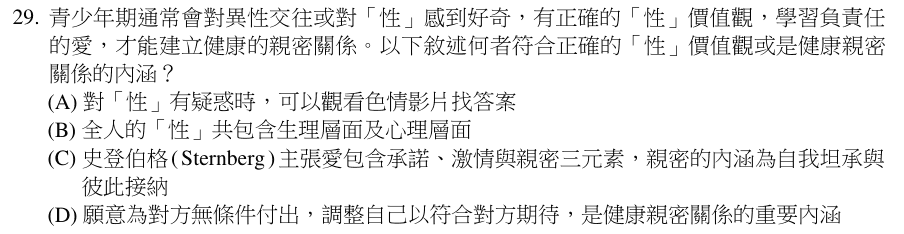 29. 青少年期通常會對異性交往或對「性」感到好奇，有正確的「性」價值觀，學習負責任
的愛，才能建立健康的親密關係。以下敘述何者符合正確的「性」價值觀或是健康親密
關係的內涵？
(A) 對「性」有疑惑時，可以觀看色情影片找答案
(B) 全人的「性」共包含生理層面及心理層面
(C) 史登伯格(Sternberg)主張愛包含承諾、激情與親密三元素，親密的內涵為自我坦承與
彼此接納
(D) 願意為對方無條件付出，調整自己以符合對方期待，是健康親密關係的重要內涵